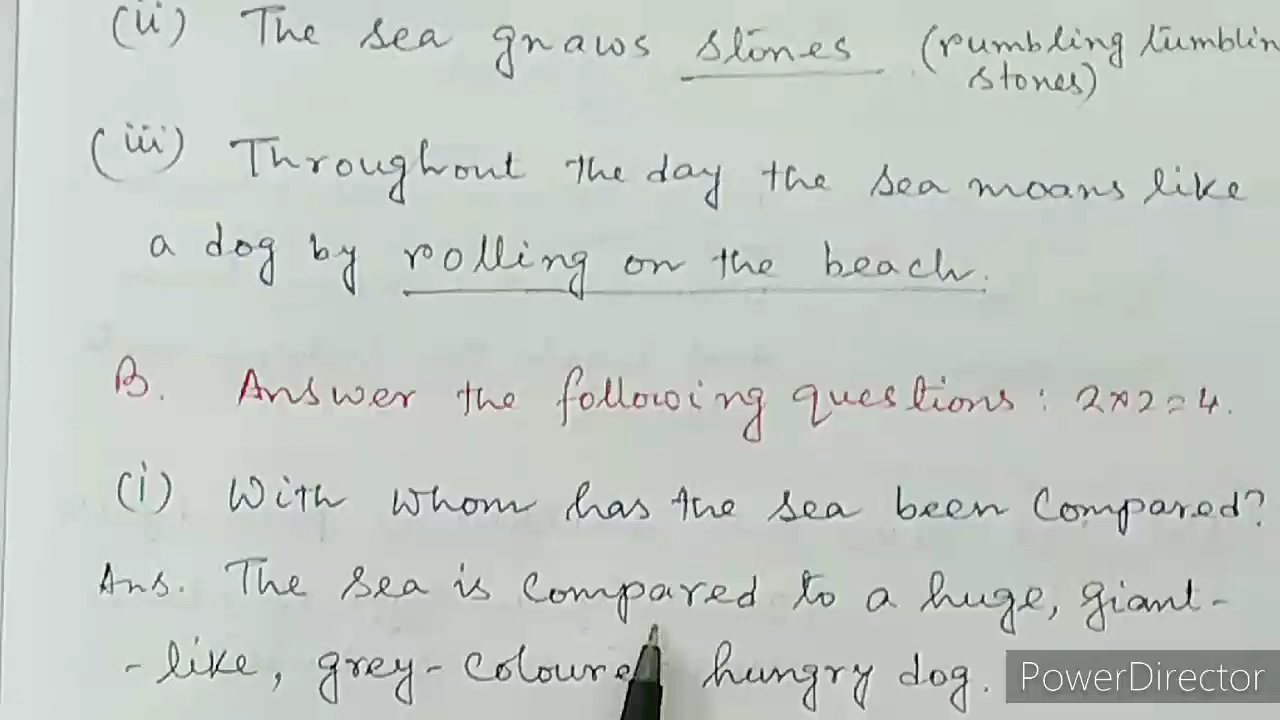 (ii) The sea gnaws stones (rumbling tumblin
stones)
(iii) Throughout the day the sea moans like
a dog by rolling on the beach.
B. Answer the following questions: 2×2=4.
(i) With whom has the sea been compared?
Ans. The sea is compared to a huge, giant-
-like, grey-coloured hungry dog.
PowerDirector